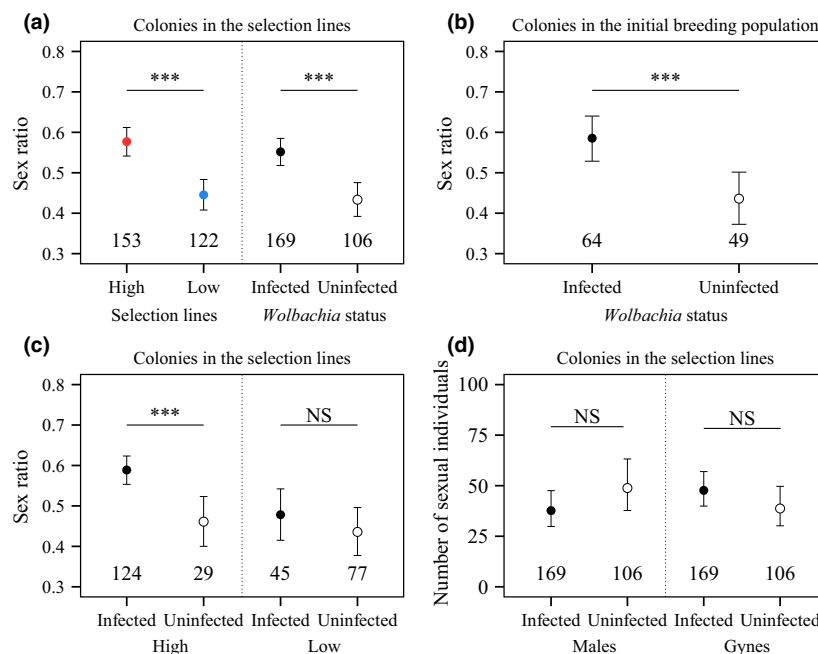 (a)
Colonies in the selection lines
Sex ratio
0.8
0.7
0.6
0.5
0.4
0.3
***
***
153
122
169
106
High
Low
Infected
Uninfected
Selection lines
Wolbachia status
(b)
Colonies in the initial breeding population
Sex ratio
0.8
0.7
0.6
0.5
0.4
0.3
***
64
49
Infected
Uninfected
Wolbachia status
(c)
Colonies in the selection lines
Sex ratio
0.8
0.7
0.6
0.5
0.4
0.3
***
NS
124
29
45
77
Infected
Uninfected
Infected
Uninfected
High
Low
(d)
Colonies in the selection lines
Number of sexual individuals
100
75
50
25
0
NS
NS
169
106
169
106
Infected
Uninfected
Infected
Uninfected
Males
Gynes